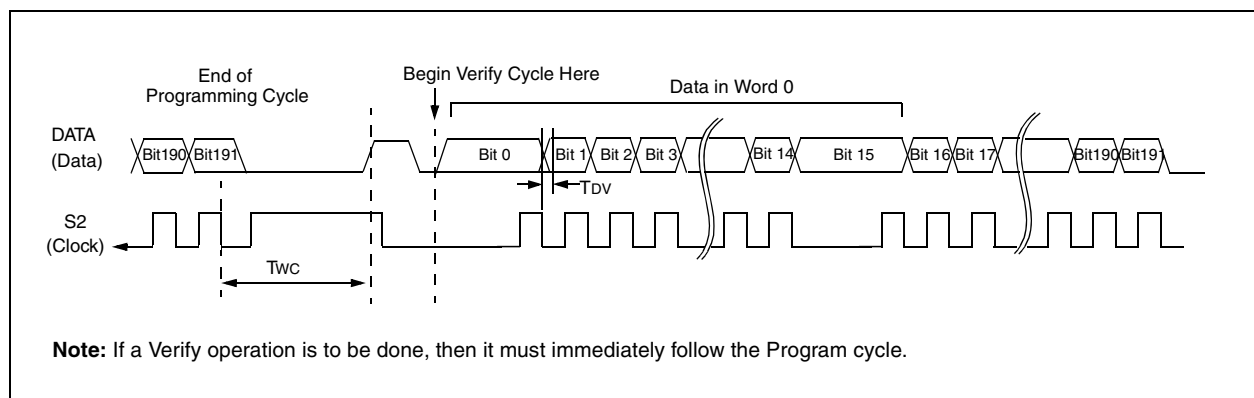 End of
Programming Cycle
Begin Verify Cycle Here
Data in Word 0
DATA
(Data)
Bit190
Bit191
Bit 0
Bit 1
Bit 2
Bit 3
Bit 14
Bit 15
Bit 16
Bit 17
Bit190
Bit191
TDV
S2
(Clock)
TWC
Note: If a Verify operation is to be done, then it must immediately follow the Program cycle.